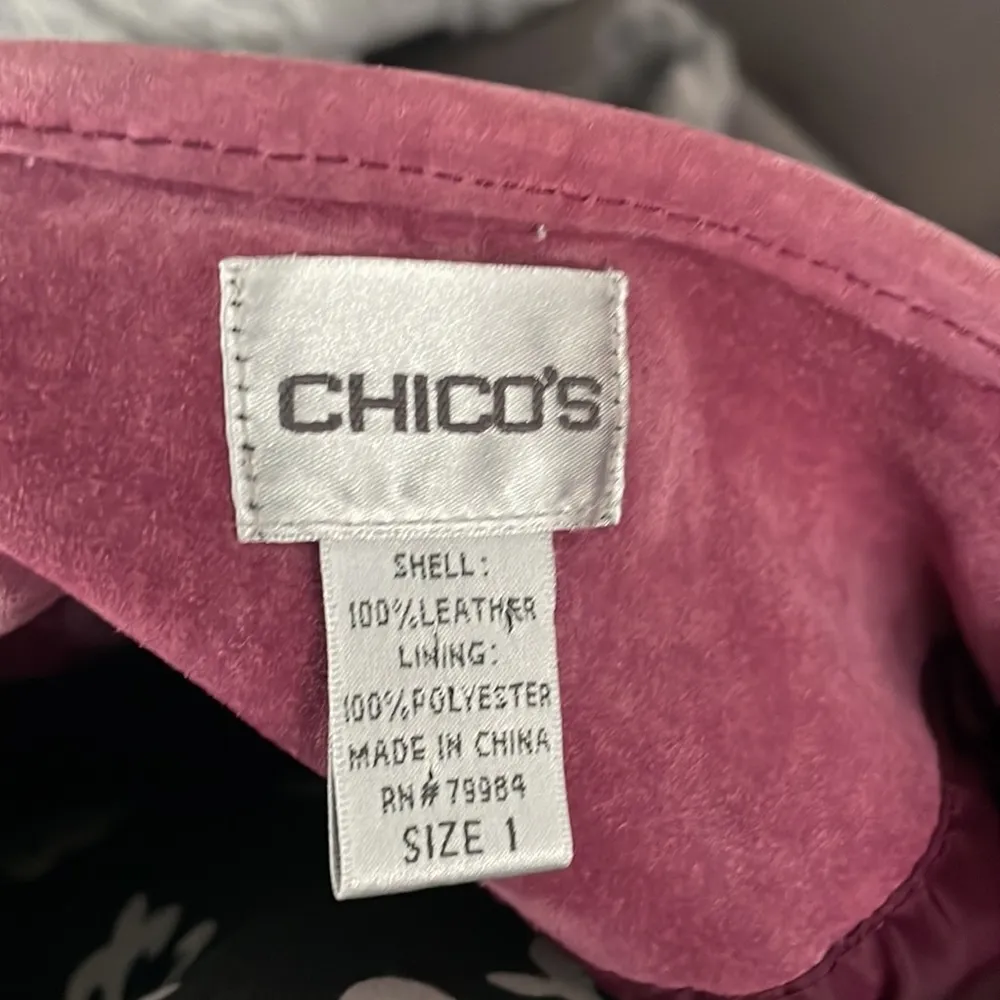 CHICO'S
SHELL:
100%LEATHER
LINING:
100%POLYESTER
MADE IN CHINA
RN#79984
SIZE 1